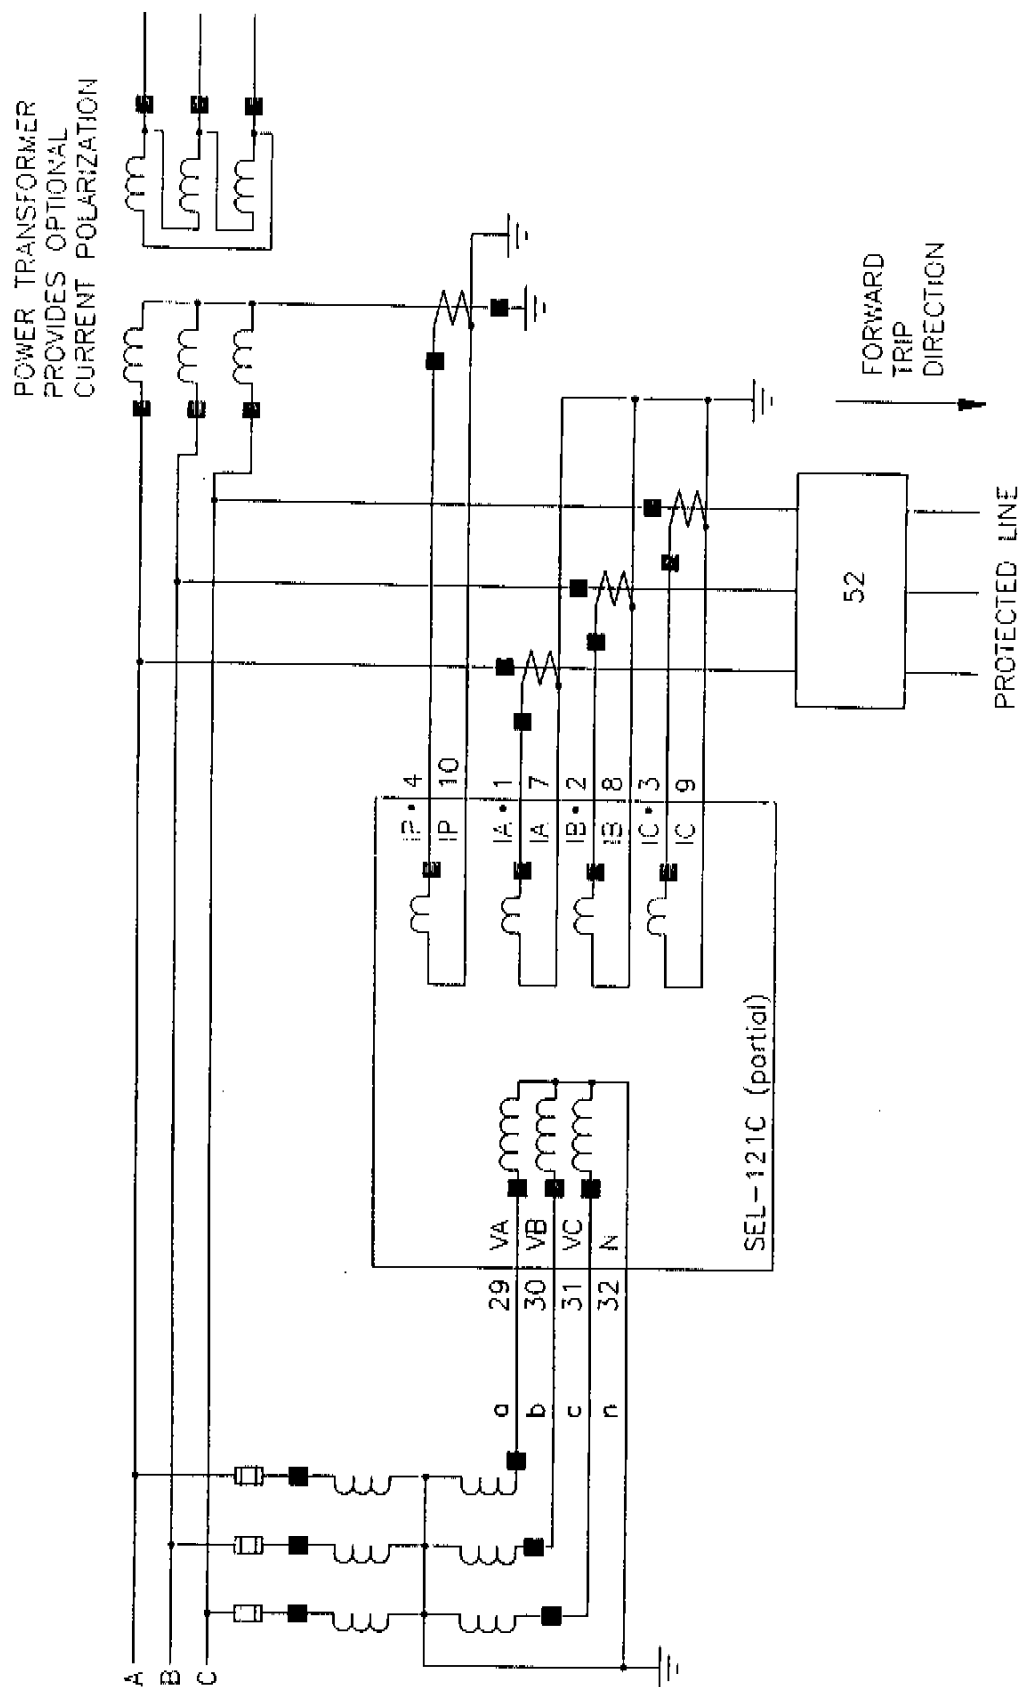 POWER TRANSFORMER
PROVIDES OPTIONAL
CURRENT POLARIZATION
A
B
C
IP • 4
IP 10
IA • 1
IA 7
IB • 2
IB 8
IC • 3
IC 9
a 29 VA
b 30 VB
c 31 VC
n 32 N
SEL-121C (partial)
52
FORWARD
TRIP
DIRECTION
PROTECTED LINE